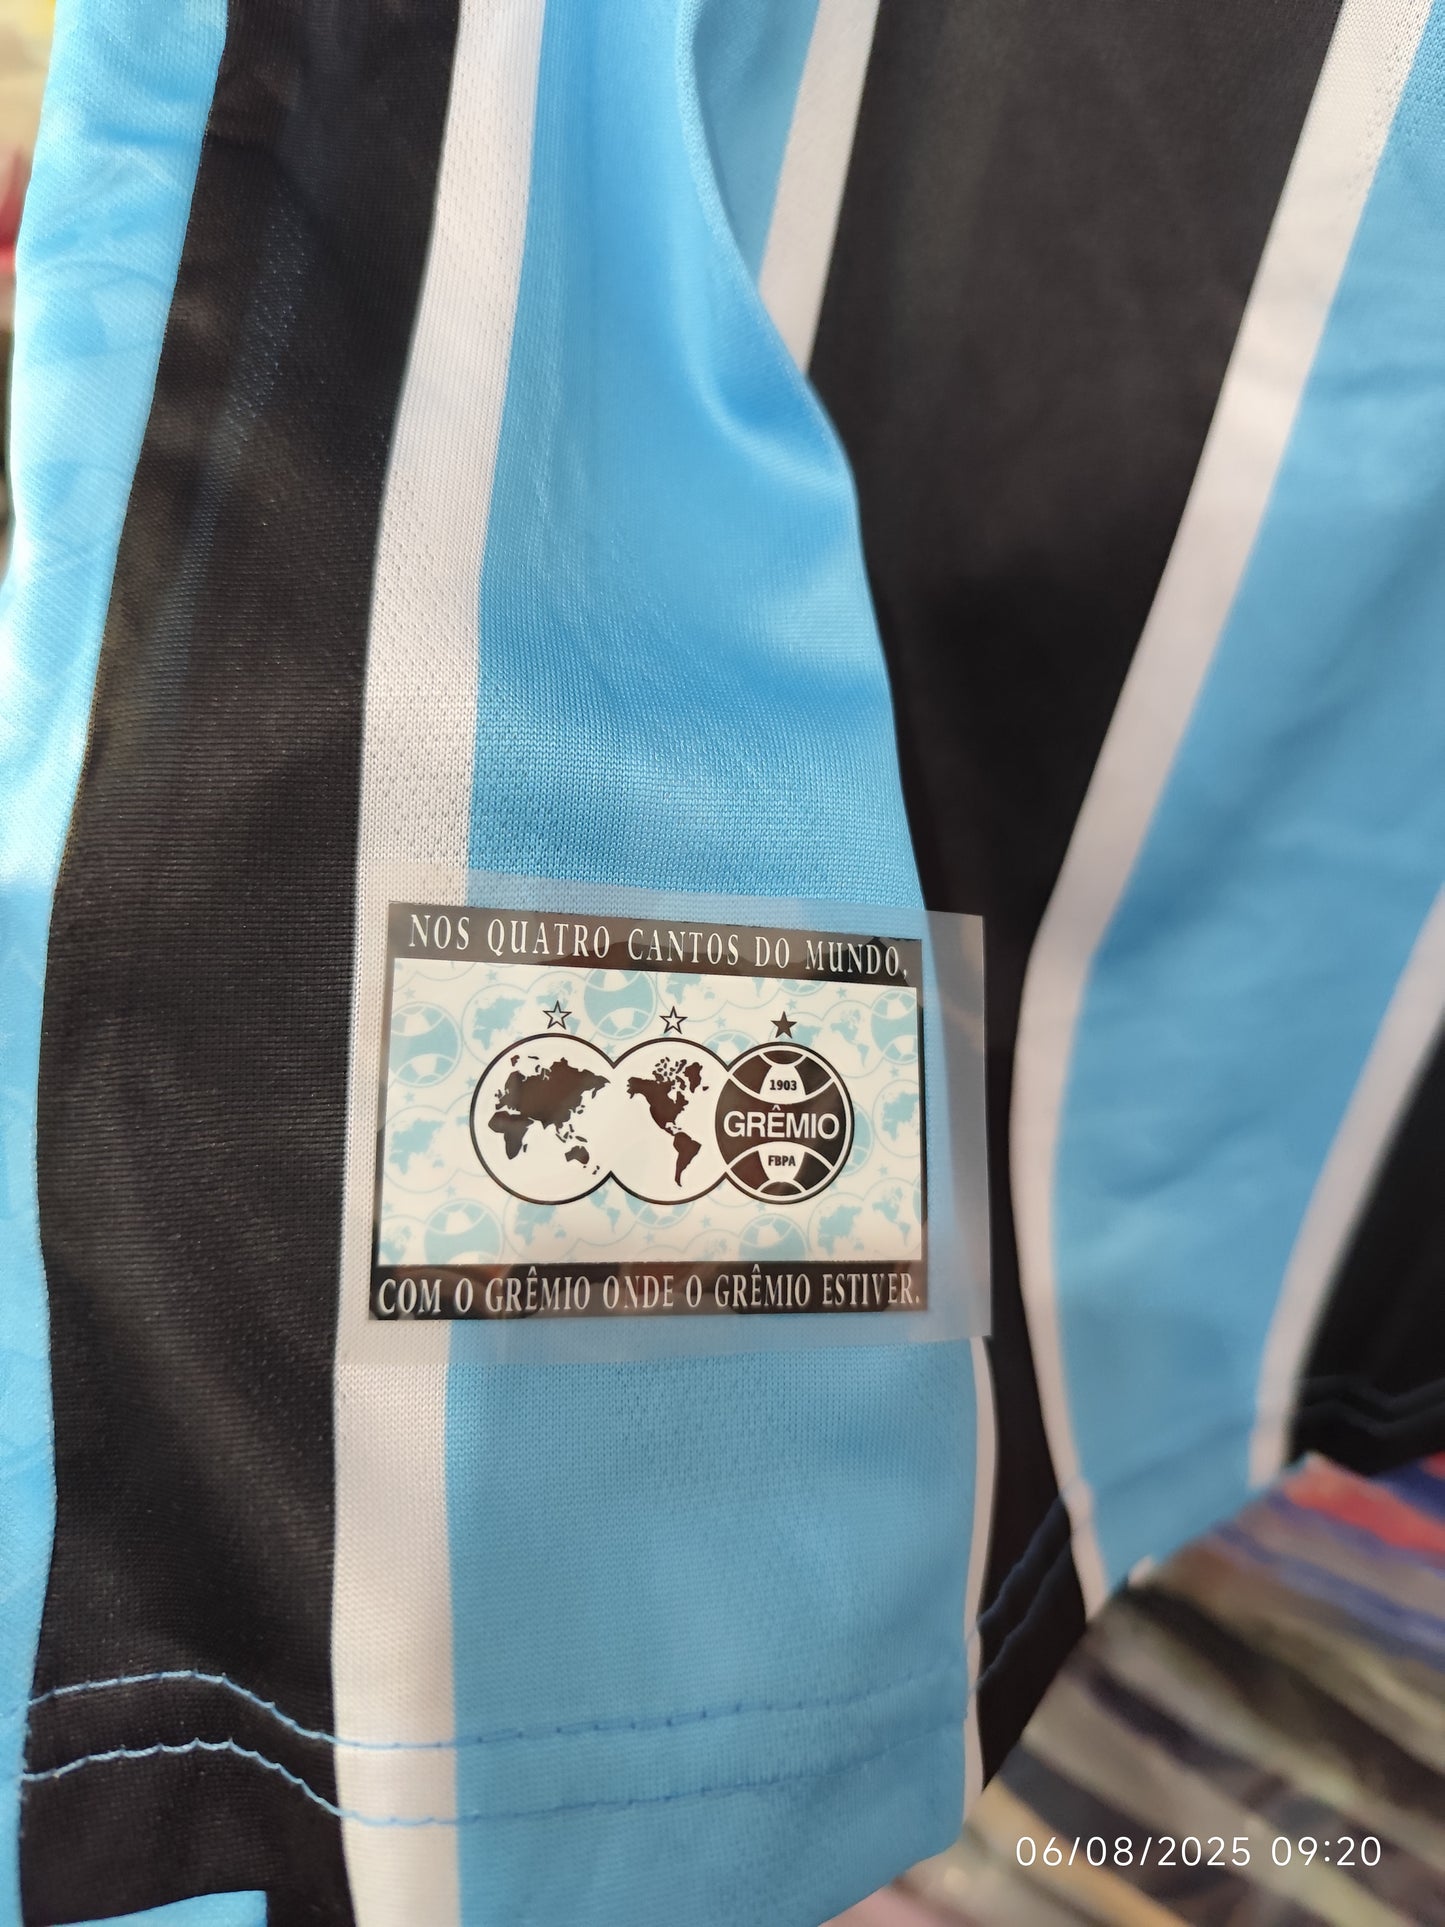 NOS QUATRO CANTOS DO MUNDO,
1903
GRÊMIO
FBPA
COM O GRÊMIO ONDE O GRÊMIO ESTIVER.
06/08/2025 09:20